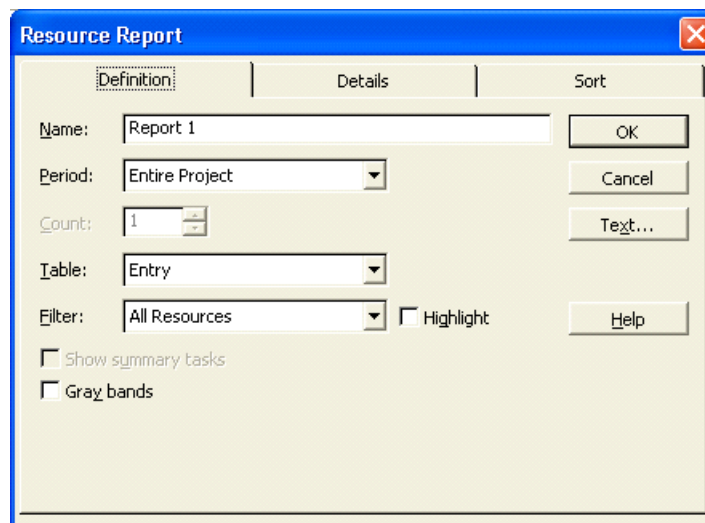 Resource Report
Definition Details Sort
Name: Report 1 OK
Period: Entire Project Cancel
Count: 1 Text...
Table: Entry
Filter: All Resources Highlight Help
Show summary tasks
Gray bands